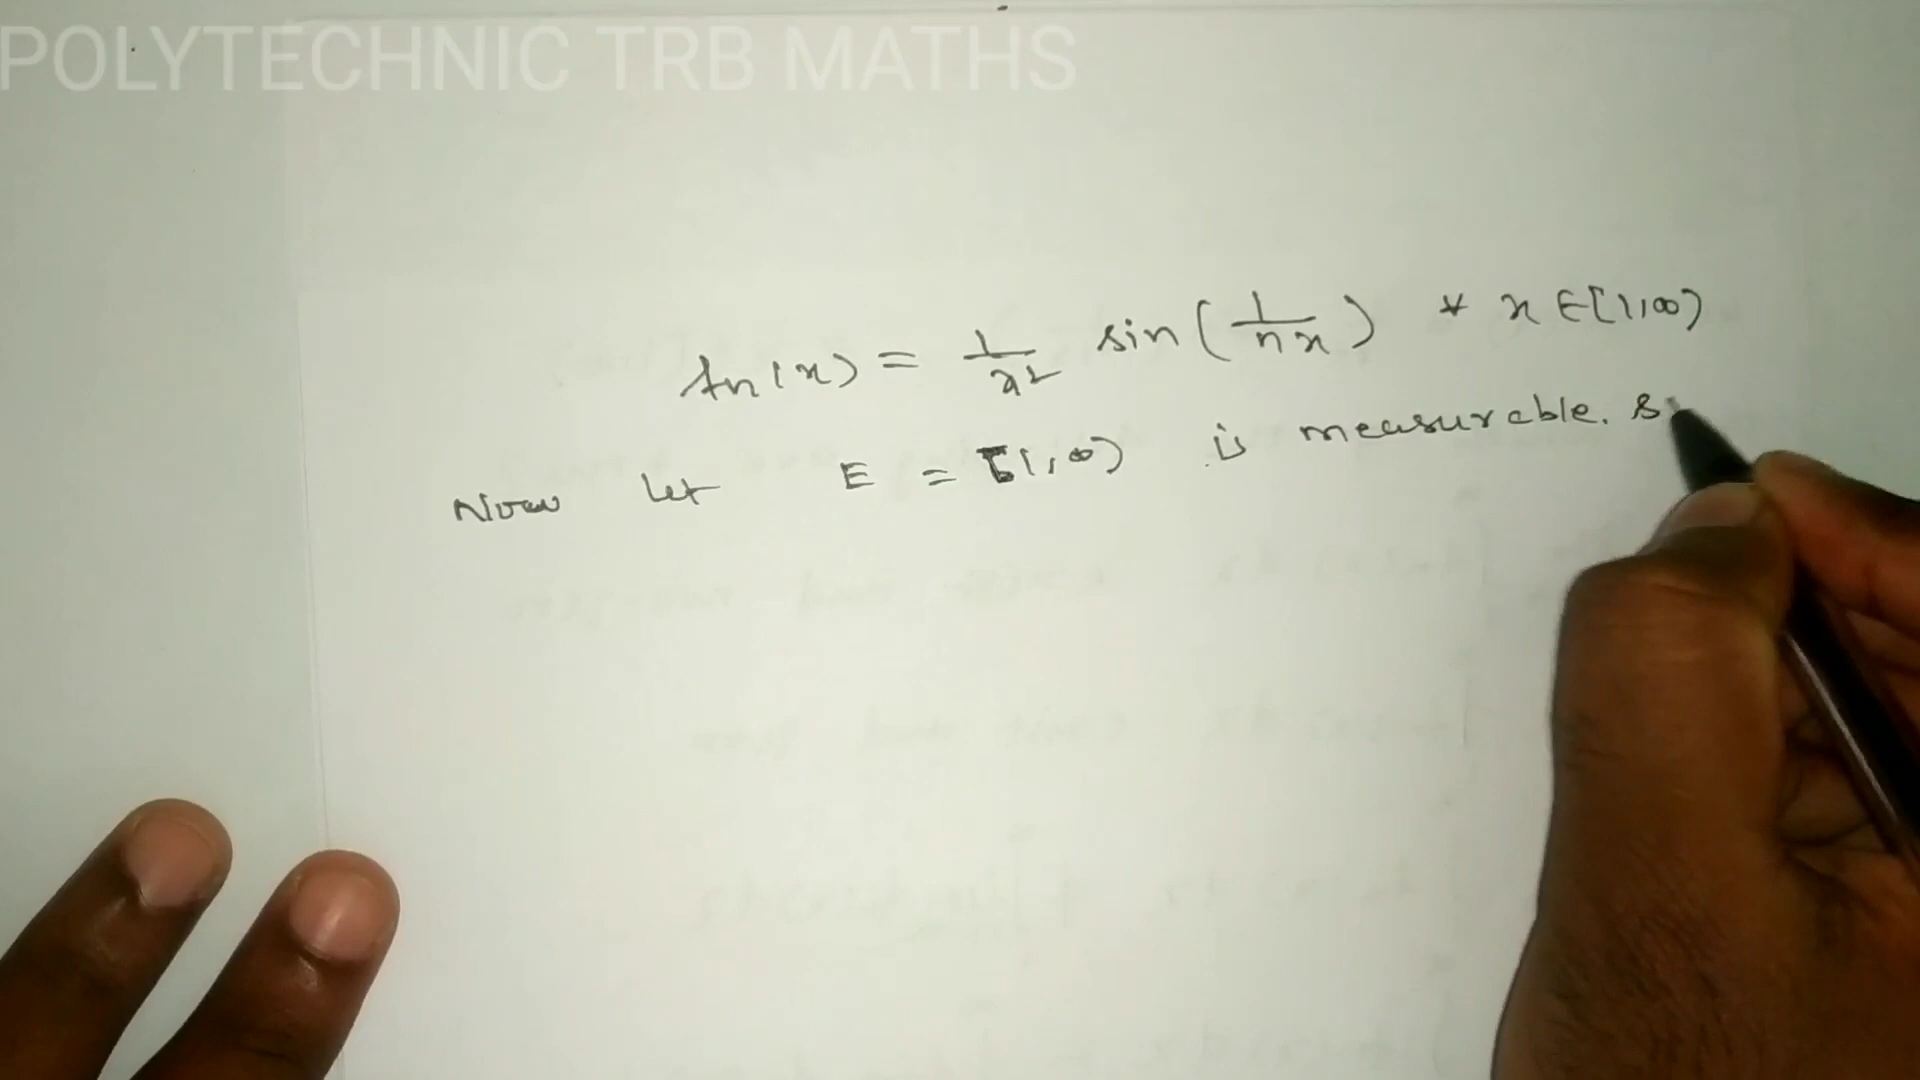 POLYTECHNIC TRB MATHS
fn(x) = 1/x² sin(1/nx) ∀ x ∈ [1,∞)
Now let E = [1,∞) is measurable. s